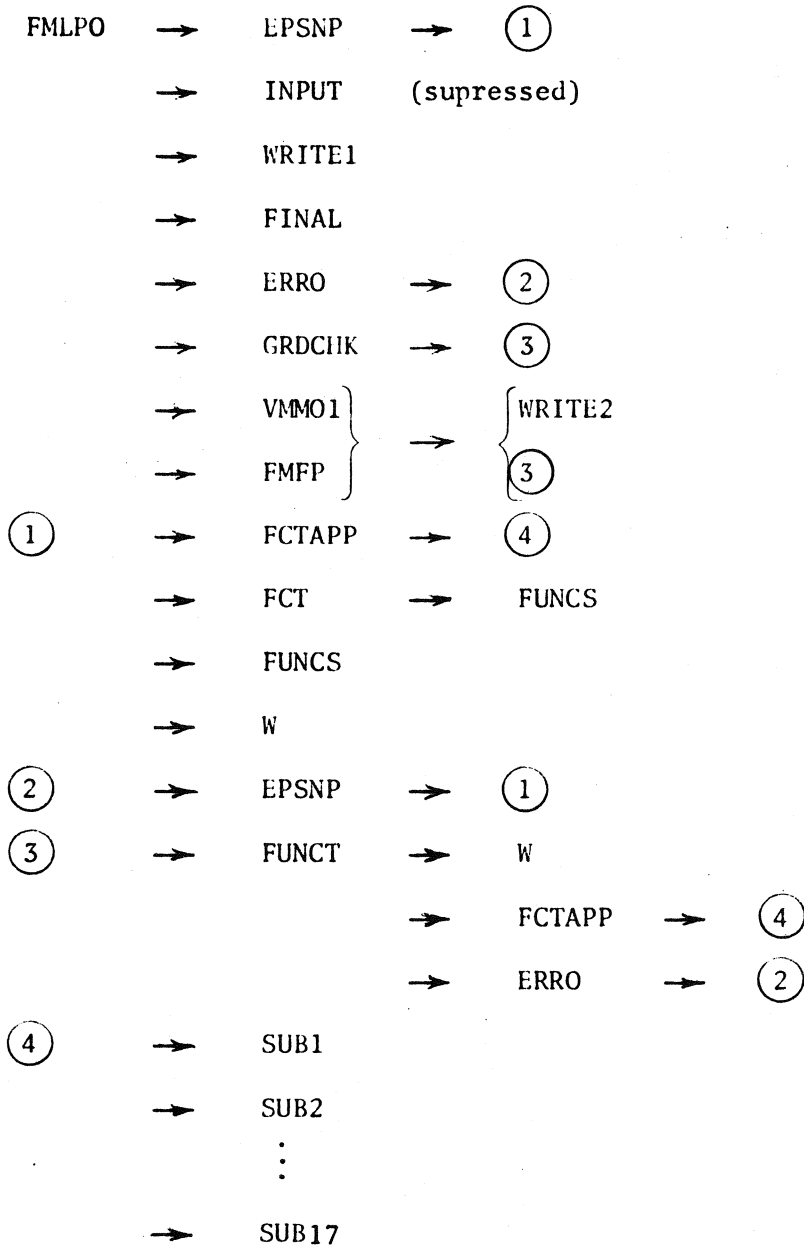 FMLPO → EPSNP → 1
→ INPUT (supressed)
→ WRITE1
→ FINAL
→ ERRO → 2
→ GRDCHK → 3
→ VMMO1 } → { WRITE2
→ FMFP } { 3
1 → FCTAPP → 4
→ FCT → FUNCS
→ FUNCS
→ W
2 → EPSNP → 1
3 → FUNCT → W
→ FCTAPP → 4
→ ERRO → 2
4 → SUB1
→ SUB2
⋮
→ SUB17